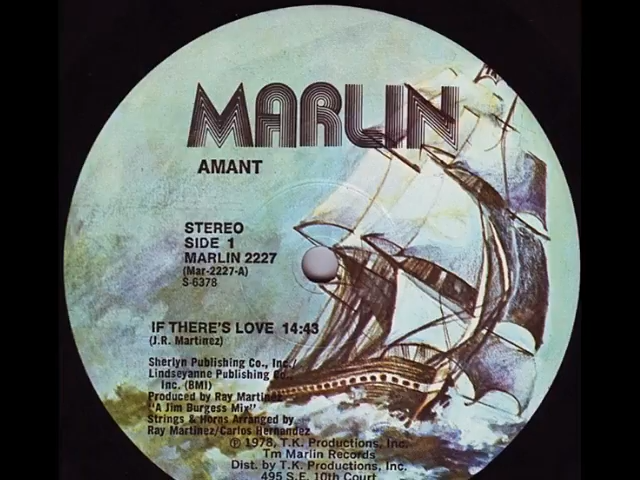 MARLIN
AMANT
STEREO
SIDE 1
MARLIN 2227
(Mar-2227-A)
S-6378
IF THERE'S LOVE 14:43
(J.R. Martinez)
Sherlyn Publishing Co., Inc./
Lindseyanne Publishing Co.,
Inc. (BMI)
Produced by Ray Martinez
"A Jim Burgess Mix"
Strings & Horns Arranged by
Ray Martinez/Carlos Hernandez
℗ 1978, T.K. Productions, Inc.
Tm Marlin Records
Dist. by T.K. Productions, Inc.
495 S.E. 10th Court